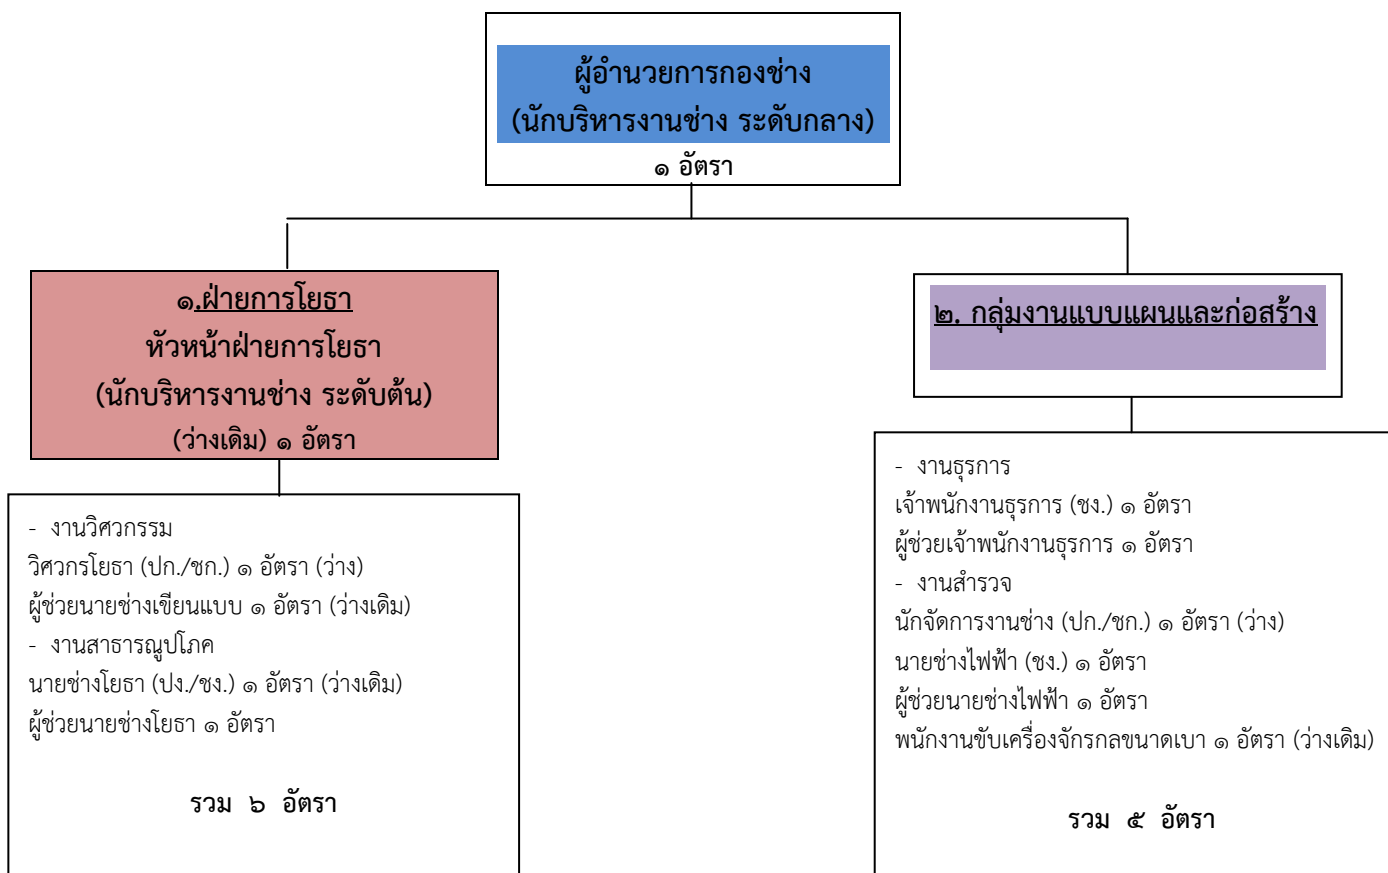 ผู้อำนวยการกองช่าง
(นักบริหารงานช่าง ระดับกลาง)
๑ อัตรา
๑.ฝ่ายการโยธา
หัวหน้าฝ่ายการโยธา
(นักบริหารงานช่าง ระดับต้น)
(ว่างเดิม) ๑ อัตรา
- งานวิศวกรรม
วิศวกรโยธา (ปก./ชก.) ๑ อัตรา (ว่าง)
ผู้ช่วยนายช่างเขียนแบบ ๑ อัตรา (ว่างเดิม)
- งานสาธารณูปโภค
นายช่างโยธา (ปง./ชง.) ๑ อัตรา (ว่างเดิม)
ผู้ช่วยนายช่างโยธา ๑ อัตรา
รวม ๖ อัตรา
๒. กลุ่มงานแบบแผนและก่อสร้าง
- งานธุรการ
เจ้าพนักงานธุรการ (ชง.) ๑ อัตรา
ผู้ช่วยเจ้าพนักงานธุรการ ๑ อัตรา
- งานสำรวจ
นักจัดการงานช่าง (ปก./ชก.) ๑ อัตรา (ว่าง)
นายช่างไฟฟ้า (ชง.) ๑ อัตรา
ผู้ช่วยนายช่างไฟฟ้า ๑ อัตรา
พนักงานขับเครื่องจักรกลขนาดเบา ๑ อัตรา (ว่างเดิม)
รวม ๕ อัตรา